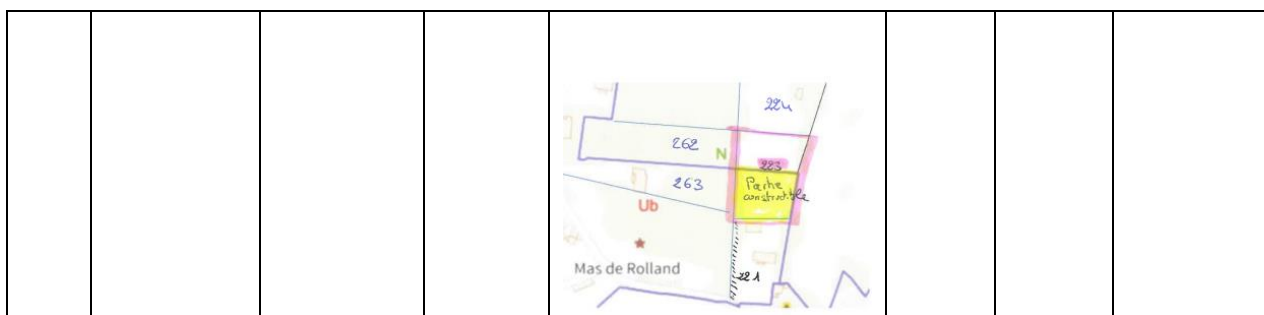 224
262
N
223
263
Partie
constructible
Ub
Mas de Rolland
221